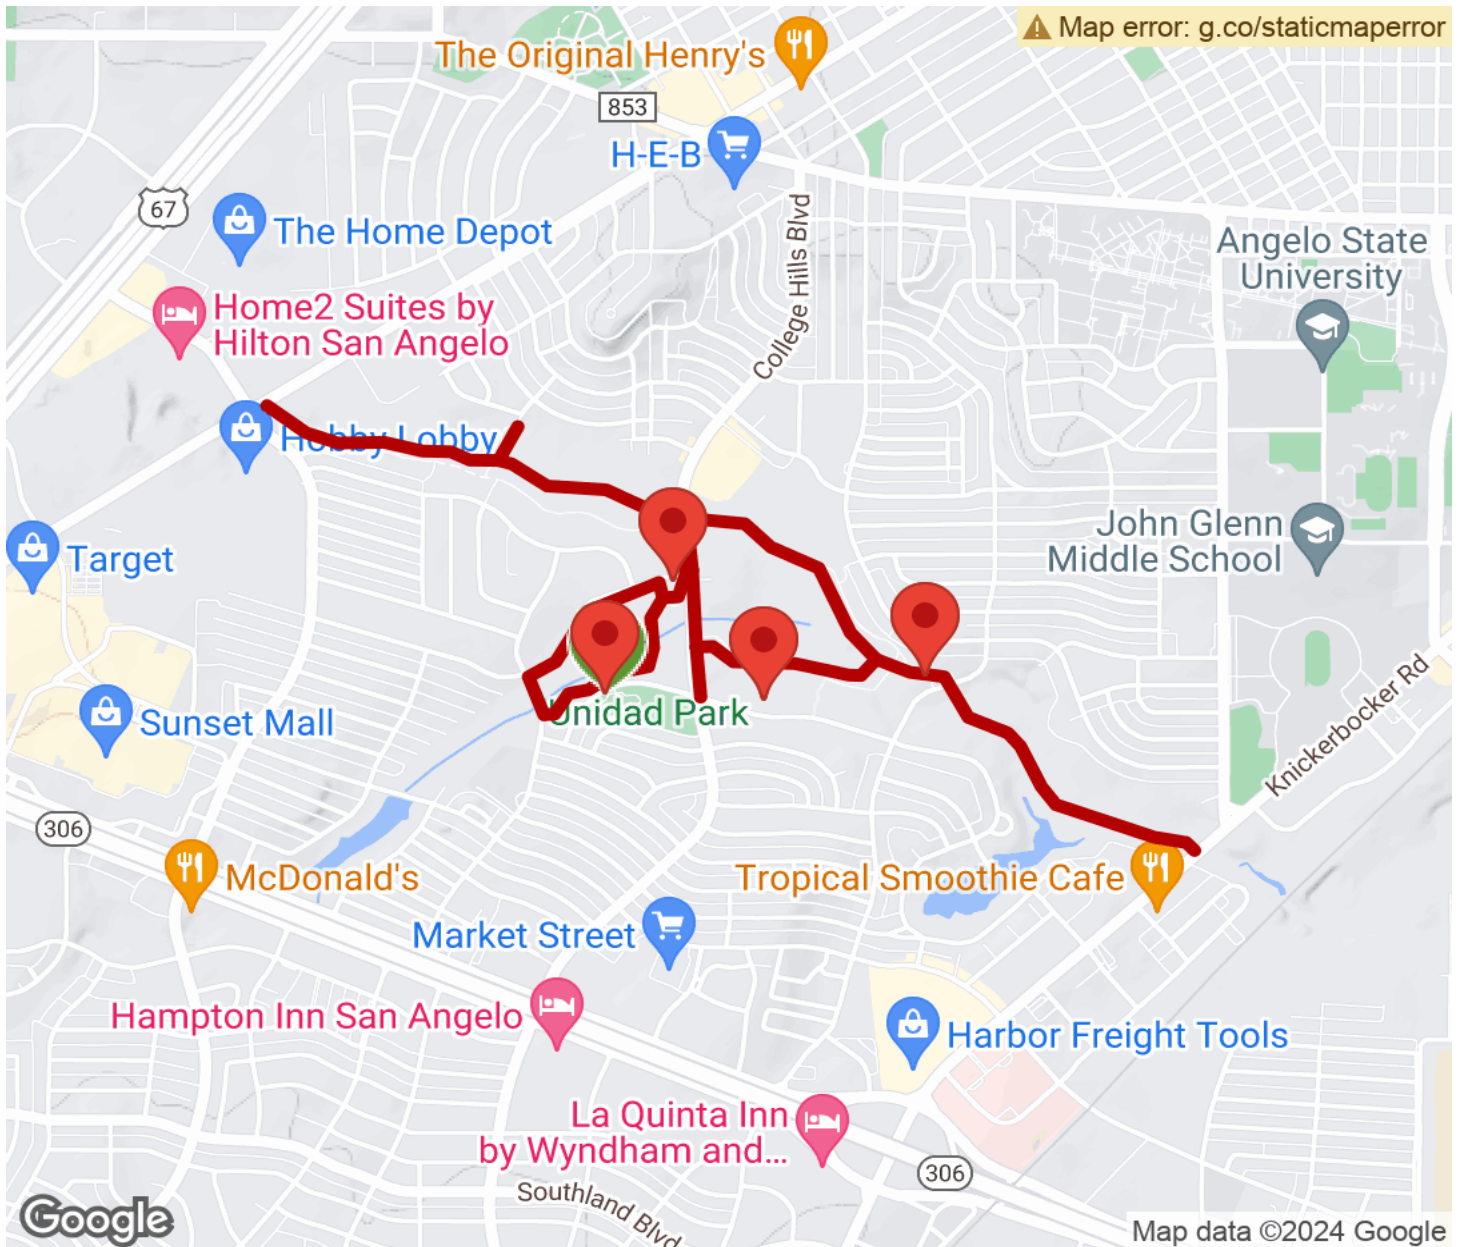 Map error: g.co/staticmaperror
The Original Henry's
853
H-E-B
67
The Home Depot
College Hills Blvd
Angelo State
University
Home2 Suites by
Hilton San Angelo
Hobby Lobby
John Glenn
Middle School
Target
Unidad Park
Sunset Mall
Knickerbocker Rd
306
McDonald's
Tropical Smoothie Cafe
Market Street
Hampton Inn San Angelo
Harbor Freight Tools
La Quinta Inn
by Wyndham and...
306
Southland Blvd
Google
Map data ©2024 Google